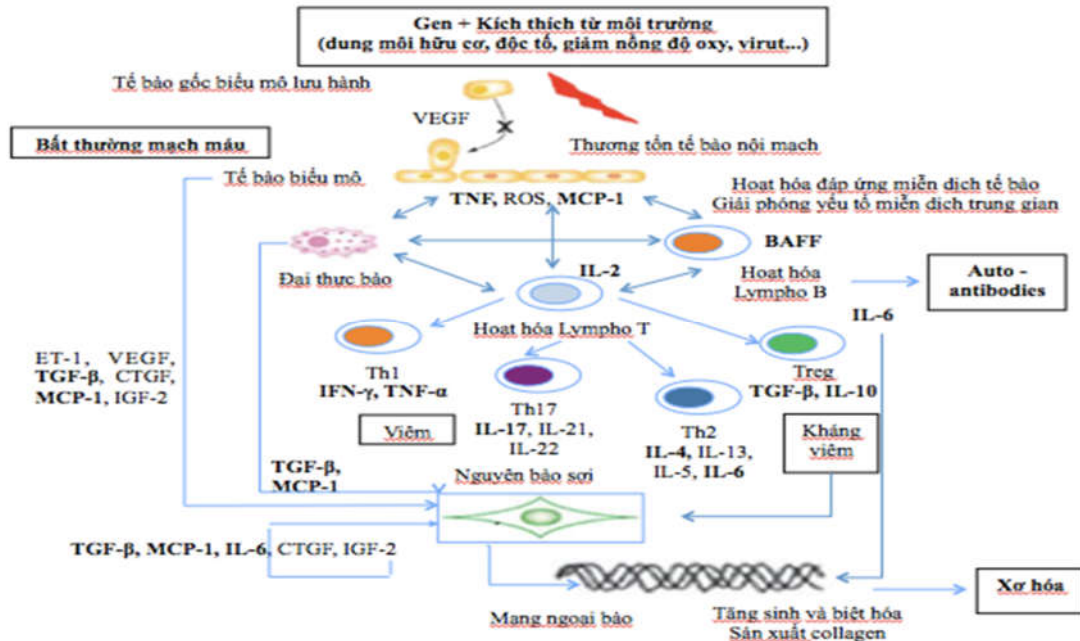 Gen + Kích thích từ môi trường
(dung môi hữu cơ, độc tố, giảm nồng độ oxy, virut...)
Tế bào gốc biểu mô lưu hành
VEGF
Bất thường mạch máu
Thương tổn tế bào nội mạch
Tế bào biểu mô
TNF, ROS, MCP-1
Hoạt hóa đáp ứng miễn dịch tế bào
Giải phóng yếu tố miễn dịch trung gian
BAFF
Đại thực bào
IL-2
Hoạt hóa
Lympho B
Auto -
antibodies
IL-6
Hoạt hóa Lympho T
Th1
IFN-γ, TNF-α
Treg
TGF-β, IL-10
ET-1, VEGF,
TGF-β, CTGF,
MCP-1, IGF-2
Th17
IL-17, IL-21,
IL-22
Th2
IL-4, IL-13,
IL-5, IL-6
Viêm
Kháng
viêm
TGF-β,
MCP-1
Nguyên bào sợi
TGF-β, MCP-1, IL-6, CTGF, IGF-2
Mạng ngoại bào
Tăng sinh và biệt hóa
Sản xuất collagen
Xơ hóa